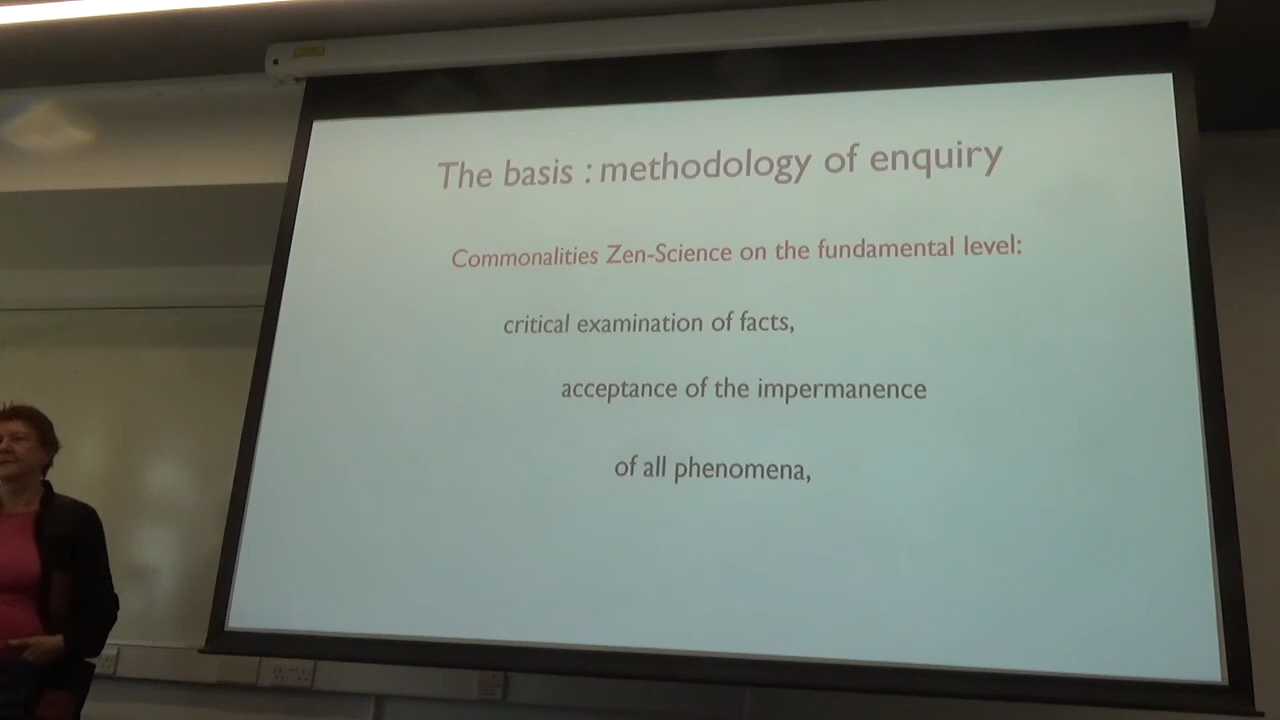 The basis : methodology of enquiry
Commonalities Zen-Science on the fundamental level:
critical examination of facts,
acceptance of the impermanence
of all phenomena,